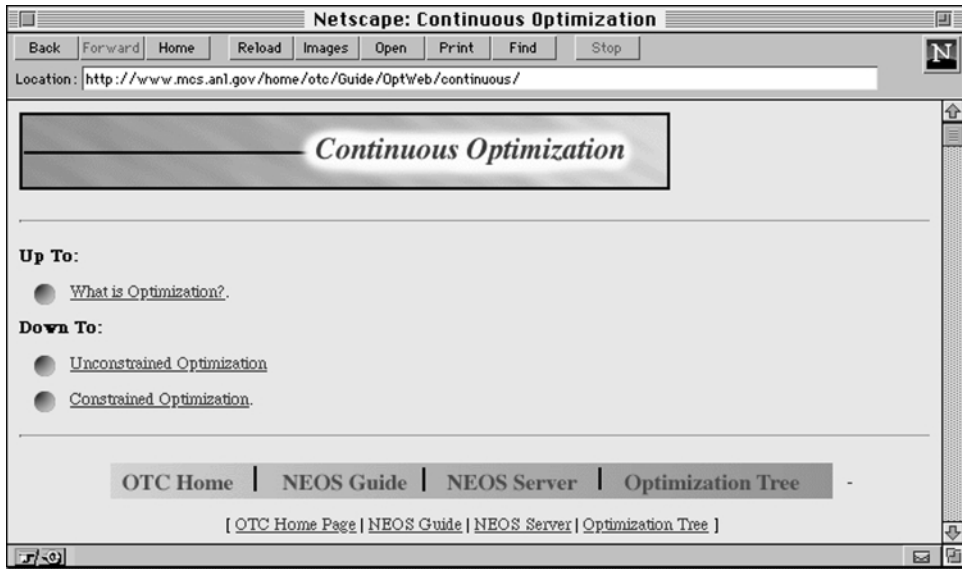 Netscape: Continuous Optimization
Back Forward Home Reload Images Open Print Find Stop
N
Location: http://www.mcs.anl.gov/home/otc/Guide/OptWeb/continuous/
Continuous Optimization
Up To:
What is Optimization?.
Down To:
Unconstrained Optimization
Constrained Optimization.
OTC Home | NEOS Guide | NEOS Server | Optimization Tree -
[ OTC Home Page | NEOS Guide | NEOS Server | Optimization Tree ]